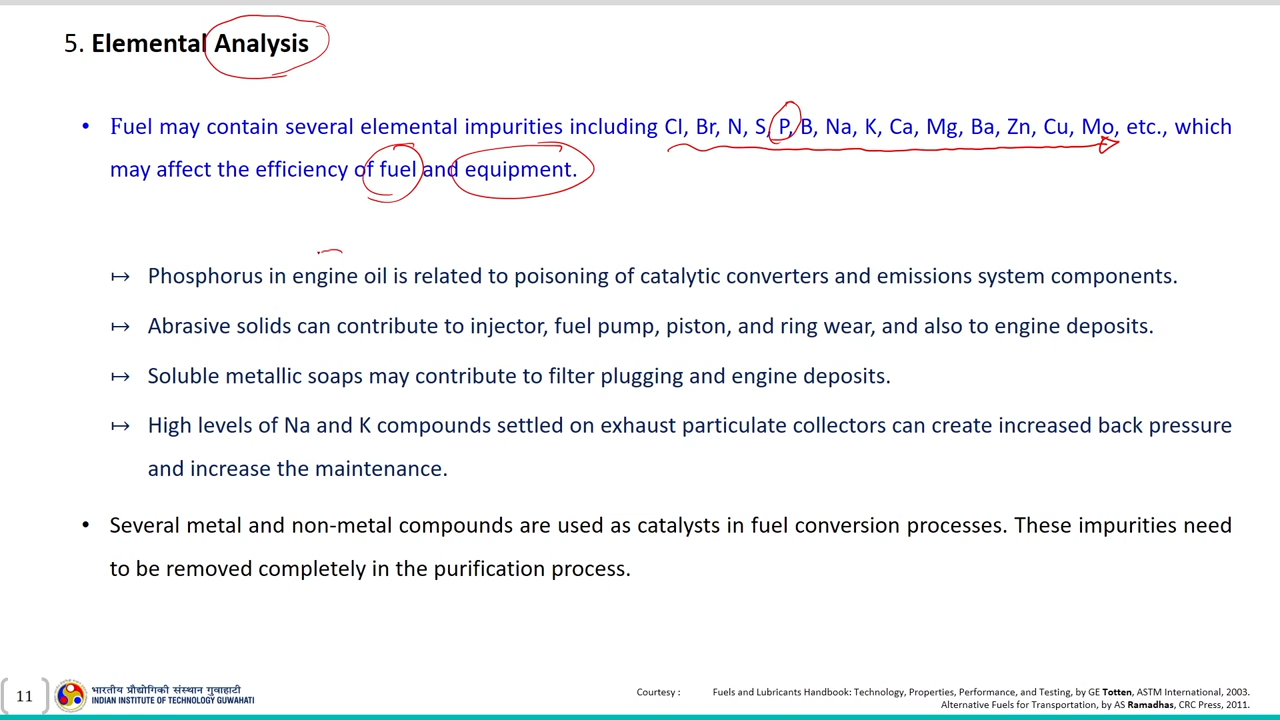 5. Elemental Analysis
• Fuel may contain several elemental impurities including Cl, Br, N, S, P, B, Na, K, Ca, Mg, Ba, Zn, Cu, Mo, etc., which
may affect the efficiency of fuel and equipment.
↦ Phosphorus in engine oil is related to poisoning of catalytic converters and emissions system components.
↦ Abrasive solids can contribute to injector, fuel pump, piston, and ring wear, and also to engine deposits.
↦ Soluble metallic soaps may contribute to filter plugging and engine deposits.
↦ High levels of Na and K compounds settled on exhaust particulate collectors can create increased back pressure
and increase the maintenance.
• Several metal and non-metal compounds are used as catalysts in fuel conversion processes. These impurities need
to be removed completely in the purification process.
11
भारतीय प्रौद्योगिकी संस्थान गुवाहाटी
INDIAN INSTITUTE OF TECHNOLOGY GUWAHATI
Courtesy : Fuels and Lubricants Handbook: Technology, Properties, Performance, and Testing, by GE Totten, ASTM International, 2003.
Alternative Fuels for Transportation, by AS Ramadhas, CRC Press, 2011.